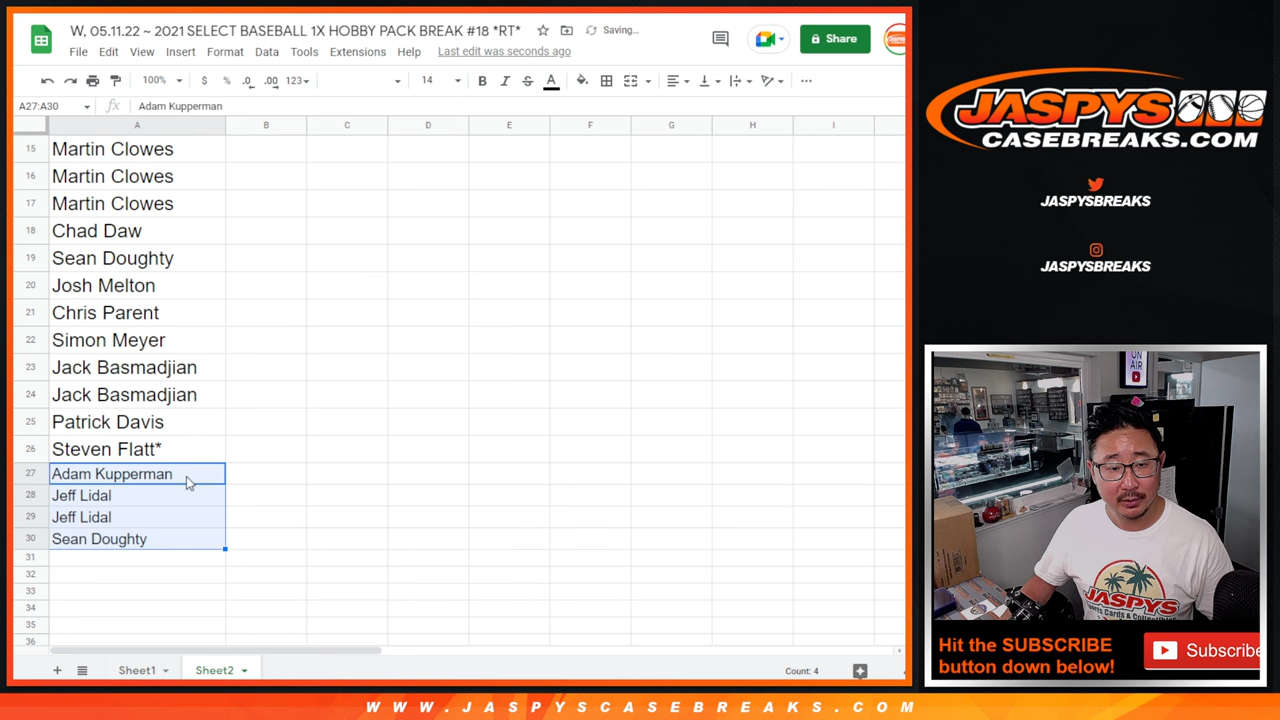 W, 05.11.22 ~ 2021 SELECT BASEBALL 1X HOBBY PACK BREAK #18 *RT*
Saving...
File Edit View Insert Format Data Tools Extensions Help Last edit was seconds ago
Share
100% $ % .0 .00 123 14 B I S A
A27:A30 fx Adam Kupperman
A B C D E F G H I
15 Martin Clowes
16 Martin Clowes
17 Martin Clowes
18 Chad Daw
19 Sean Doughty
20 Josh Melton
21 Chris Parent
22 Simon Meyer
23 Jack Basmadjian
24 Jack Basmadjian
25 Patrick Davis
26 Steven Flatt*
27 Adam Kupperman
28 Jeff Lidal
29 Jeff Lidal
30 Sean Doughty
31
32
33
34
35
36
+ Sheet1 Sheet2 Count: 4
JASPYS
CASEBREAKS.COM
JASPYSBREAKS
JASPYSBREAKS
ON
AIR
JASPYS
Hit the SUBSCRIBE
button down below!
Subscribe
WWW.JASPYSCASEBREAKS.COM